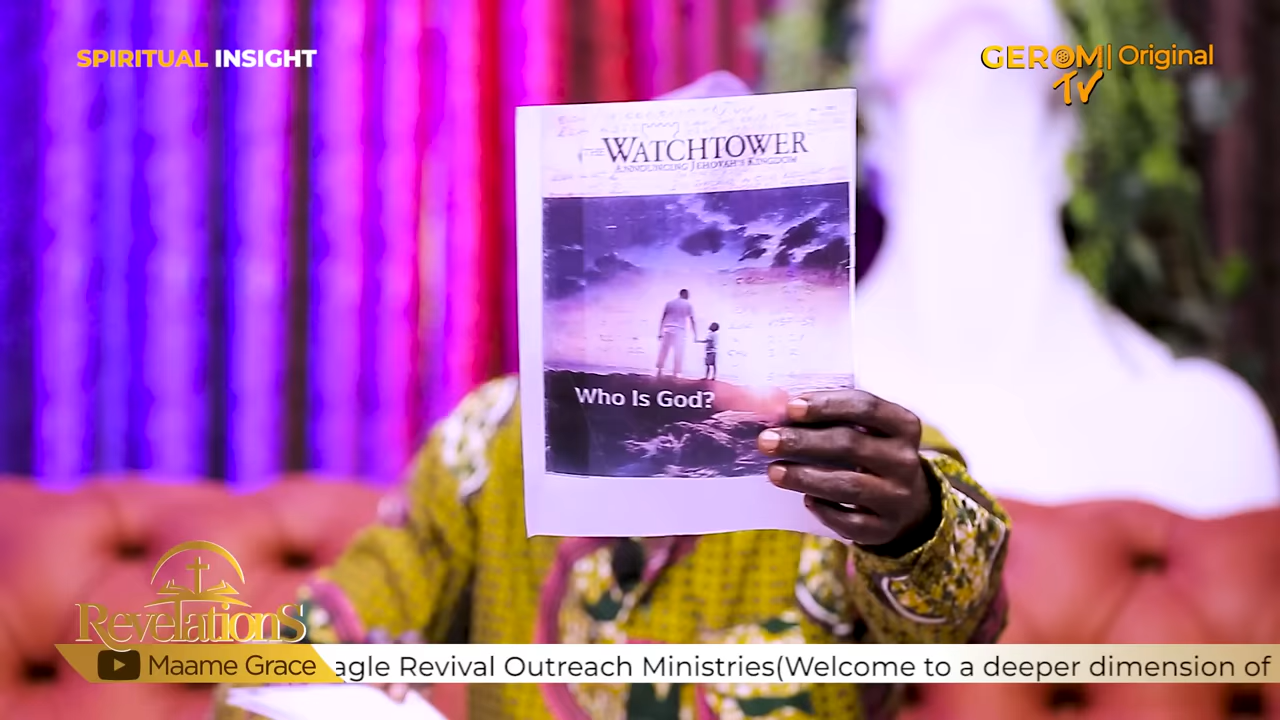 SPIRITUAL INSIGHT
GEROM TV | Original
THE WATCHTOWER
ANNOUNCING JEHOVAH'S KINGDOM
Who Is God?
RevelationS
Maame Grace
agle Revival Outreach Ministries(Welcome to a deeper dimension of